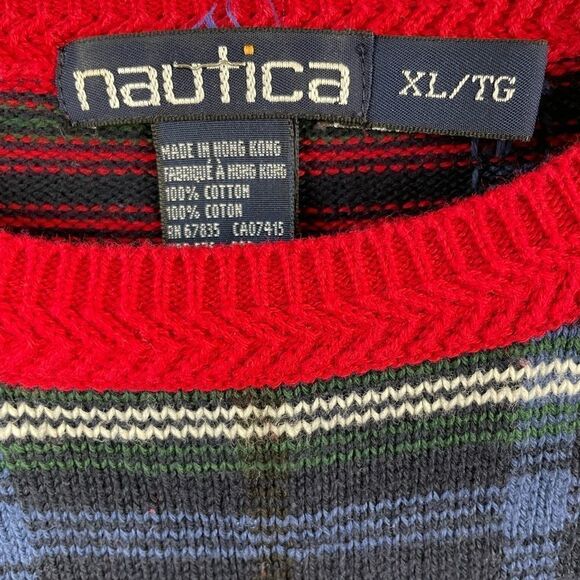 nautica
XL/TG
MADE IN HONG KONG
FABRIQUÉ À HONG KONG
100% COTTON
100% COTON
RN 67835 CA07415